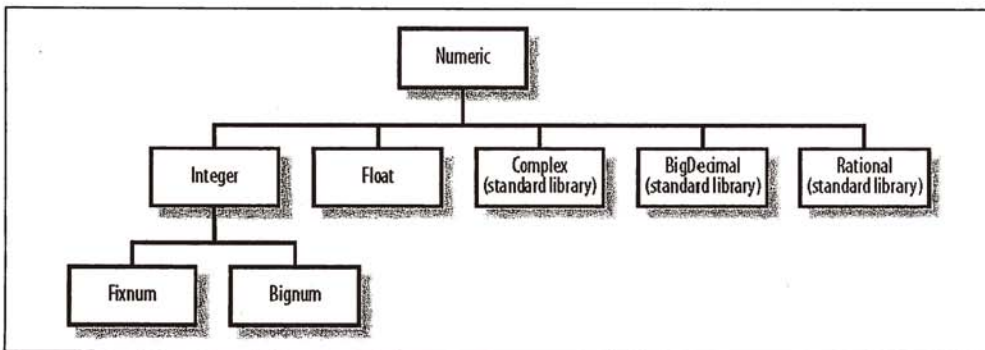 Numeric
Integer
Float
Complex
(standard library)
BigDecimal
(standard library)
Rational
(standard library)
Fixnum
Bignum